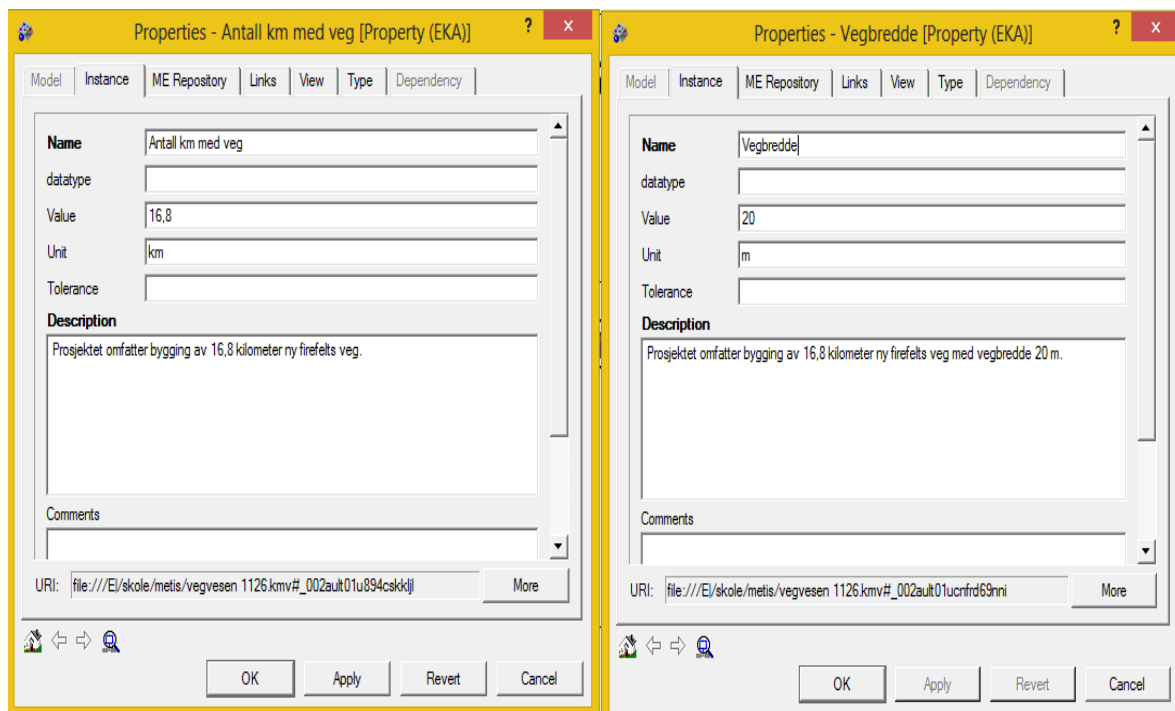 Properties - Antall km med veg [Property (EKA)] ? x
Model Instance ME Repository Links View Type Dependency
Name Antall km med veg
datatype
Value 16,8
Unit km
Tolerance
Description
Prosjektet omfatter bygging av 16,8 kilometer ny firefelts veg.
Comments
URI: file:///E|/skole/metis/vegvesen 1126.kmv#_002ault01u894cskkljl More
OK Apply Revert Cancel
Properties - Vegbredde [Property (EKA)] ? x
Model Instance ME Repository Links View Type Dependency
Name Vegbredde
datatype
Value 20
Unit m
Tolerance
Description
Prosjektet omfatter bygging av 16,8 kilometer ny firefelts veg med vegbredde 20 m.
Comments
URI: file:///E|/skole/metis/vegvesen 1126.kmv#_002ault01ucnfrd69nni More
OK Apply Revert Cancel